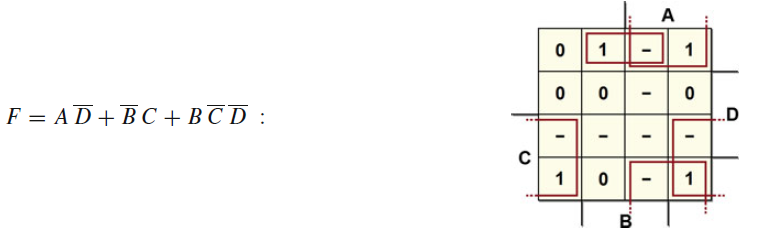 F = A D̅ + B̅ C + B C̅ D̅ :
A
0 1 – 1
0 0 – 0
D
– – – –
C
1 0 – 1
B